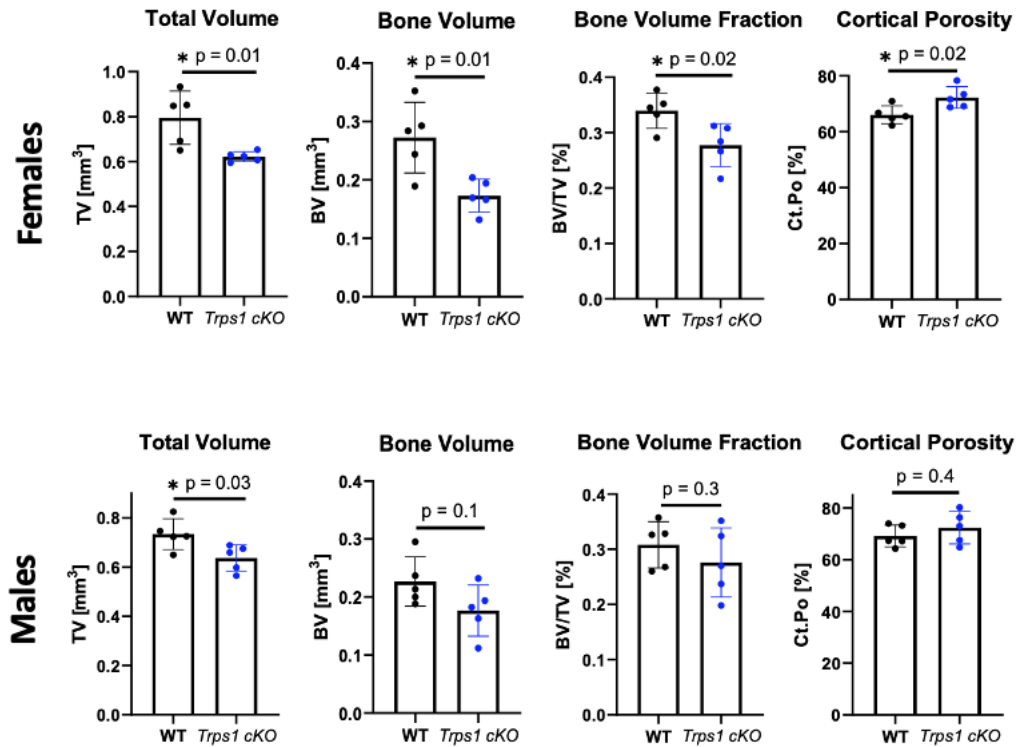 Females
Total Volume
* p = 0.01
TV [mm³]
1.0
0.8
0.6
0.4
0.2
0.0
WT Trps1 cKO
Bone Volume
* p = 0.01
BV [mm³]
0.4
0.3
0.2
0.1
0.0
WT Trps1 cKO
Bone Volume Fraction
* p = 0.02
BV/TV [%]
0.4
0.3
0.2
0.1
0.0
WT Trps1 cKO
Cortical Porosity
* p = 0.02
Ct.Po [%]
80
60
40
20
0
WT Trps1 cKO
Males
Total Volume
* p = 0.03
TV [mm³]
0.8
0.6
0.4
0.2
0.0
WT Trps1 cKO
Bone Volume
p = 0.1
BV [mm³]
0.4
0.3
0.2
0.1
0.0
WT Trps1 cKO
Bone Volume Fraction
p = 0.3
BV/TV [%]
0.4
0.3
0.2
0.1
0.0
WT Trps1 cKO
Cortical Porosity
p = 0.4
Ct.Po [%]
80
60
40
20
0
WT Trps1 cKO